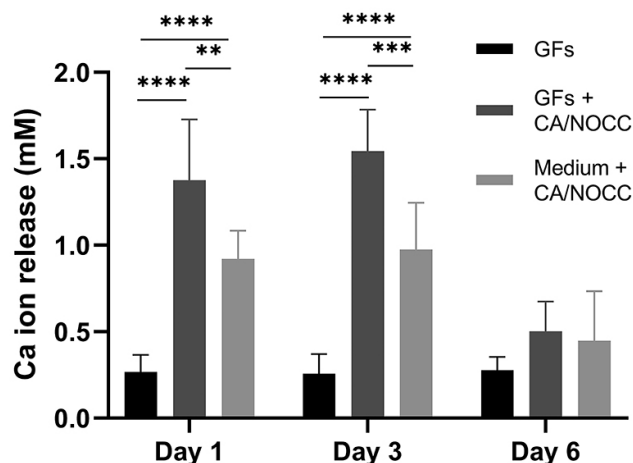 ****
**
****
****
***
****
GFs
GFs +
CA/NOCC
Medium +
CA/NOCC
Ca ion release (mM)
2.0
1.5
1.0
0.5
0.0
Day 1
Day 3
Day 6